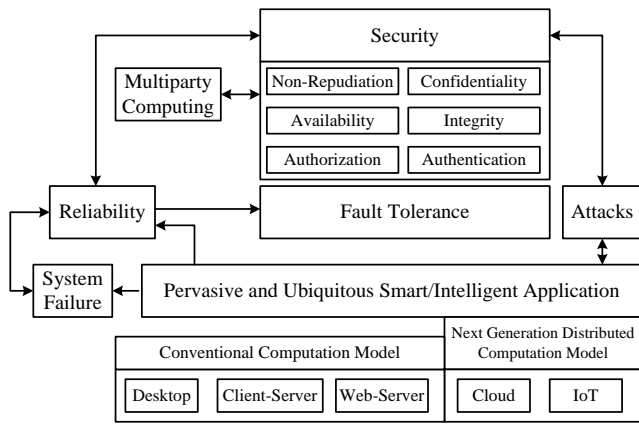 Security
Multiparty
Computing
Non-Repudiation
Confidentiality
Availability
Integrity
Authorization
Authentication
Reliability
Fault Tolerance
Attacks
System
Failure
Pervasive and Ubiquitous Smart/Intelligent Application
Conventional Computation Model
Next Generation Distributed
Computation Model
Desktop
Client-Server
Web-Server
Cloud
IoT